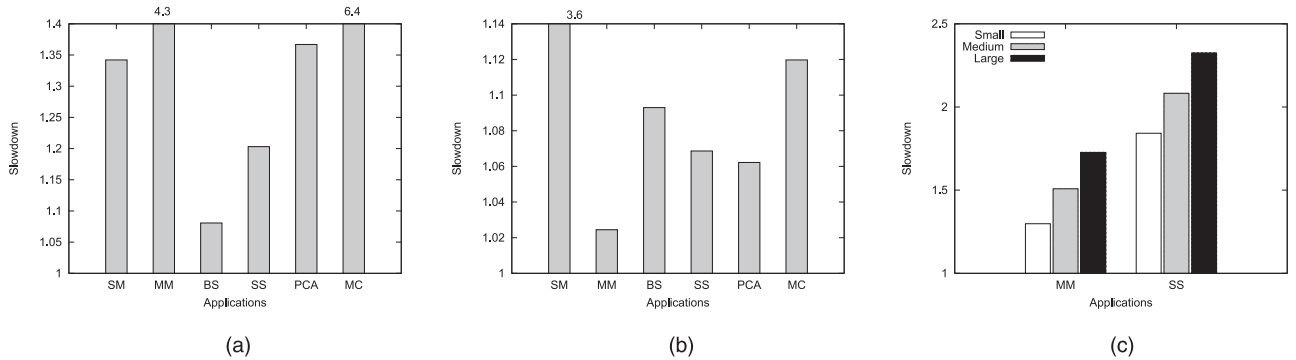 4.3
6.4
1.4
1.35
1.3
1.25
1.2
1.15
1.1
1.05
1
Slowdown
SM MM BS SS PCA MC
Applications
(a)
3.6
1.14
1.12
1.1
1.08
1.06
1.04
1.02
1
Slowdown
SM MM BS SS PCA MC
Applications
(b)
2.5
2
1.5
1
Slowdown
Small
Medium
Large
MM SS
Applications
(c)